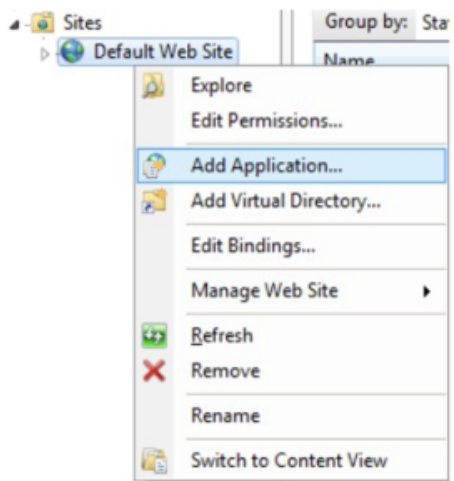 Sites
Group by: Sta
Default Web Site
Name
Explore
Edit Permissions...
Add Application...
Add Virtual Directory...
Edit Bindings...
Manage Web Site
Refresh
Remove
Rename
Switch to Content View